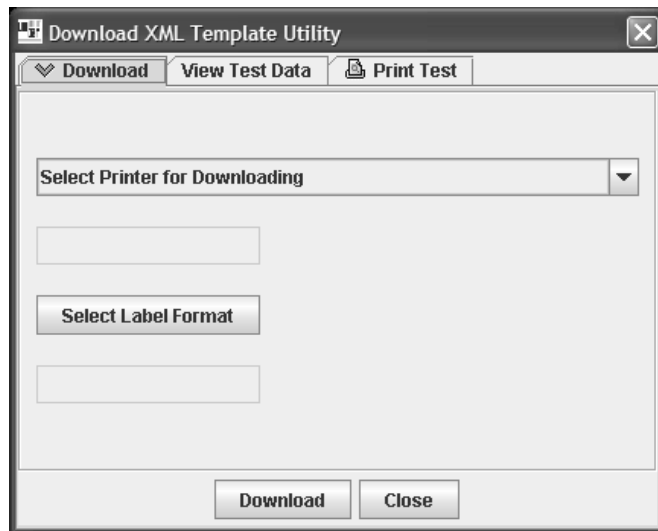 Download XML Template Utility
Download View Test Data Print Test
Select Printer for Downloading
Select Label Format
Download Close